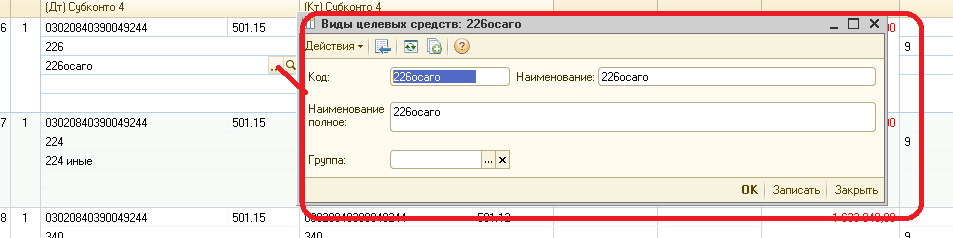 (Дт) Субконто 4 (Кт) Субконто 4
Виды целевых средств: 226осаго
6 1 03020840390049244 501.15
Действия
226 9
226осаго ...
Код: 226осаго Наименование: 226осаго
Наименование полное: 226осаго
7 1 03020840390049244 501.15
224 9
224 иные
Группа: ...
ОК Записать Закрыть
8 1 03020840390049244 501.15
340 340 9